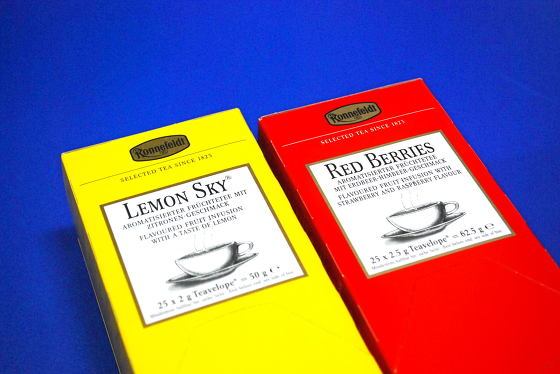 Ronnefeldt
SELECTED TEA SINCE 1823
LEMON SKY®
AROMATISIERTER FRÜCHTETEE MIT
ZITRONEN-GESCHMACK
FLAVOURED FRUIT INFUSION
WITH A TASTE OF LEMON
25 x 2 g Teavelope® = 50 g e
Ronnefeldt
SELECTED TEA SINCE 1823
RED BERRIES
AROMATISIERTER FRÜCHTETEE
MIT ERDBEER-HIMBEER-GESCHMACK
FLAVOURED FRUIT INFUSION WITH
STRAWBERRY AND RASPBERRY FLAVOUR
25 x 2.5 g Teavelope® = 62.5 g e